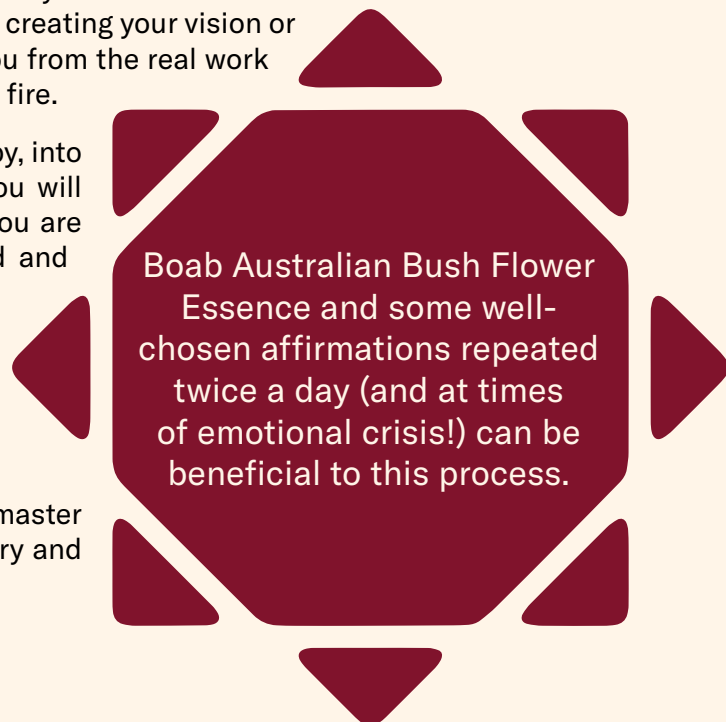 creating your vision or
ou from the real work
fire.
into
ou will
ou are
d and
master
ry and
Boab Australian Bush Flower
Essence and some well-
chosen affirmations repeated
twice a day (and at times
of emotional crisis!) can be
beneficial to this process.